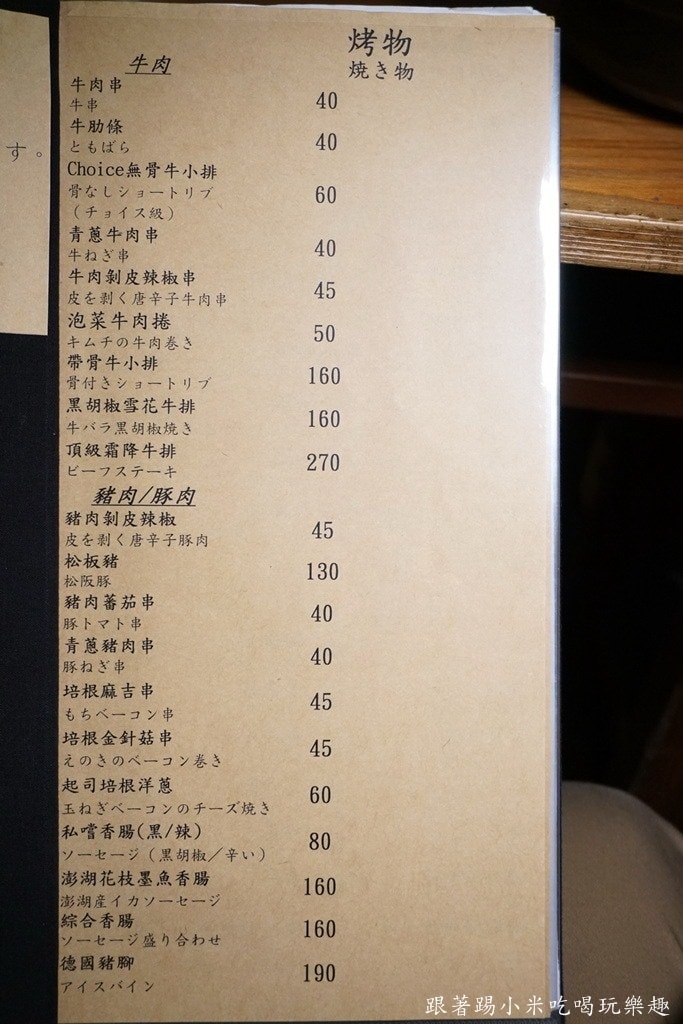 烤物
焼き物
す。
牛肉
牛肉串
牛串
40
牛肋條
ともばら
40
Choice無骨牛小排
骨なしショートリブ
（チョイス級）
60
青蔥牛肉串
牛ねぎ串
40
牛肉剝皮辣椒串
皮を剥く唐辛子牛肉串
45
泡菜牛肉捲
キムチの牛肉巻き
50
帶骨牛小排
骨付きショートリブ
160
黑胡椒雪花牛排
牛バラ黒胡椒焼き
160
頂級霜降牛排
ビーフステーキ
270
豬肉/豚肉
豬肉剝皮辣椒
皮を剥く唐辛子豚肉
45
松板豬
松阪豚
130
豬肉蕃茄串
豚トマト串
40
青蔥豬肉串
豚ねぎ串
40
培根麻吉串
もちベーコン串
45
培根金針菇串
えのきのベーコン巻き
45
起司培根洋蔥
玉ねぎベーコンのチーズ焼き
60
私嚐香腸(黑/辣)
ソーセージ（黒胡椒／辛い）
80
澎湖花枝墨魚香腸
澎湖産イカソーセージ
160
綜合香腸
ソーセージ盛り合わせ
160
德國豬腳
アイスバイン
190
跟著踢小米吃喝玩樂趣